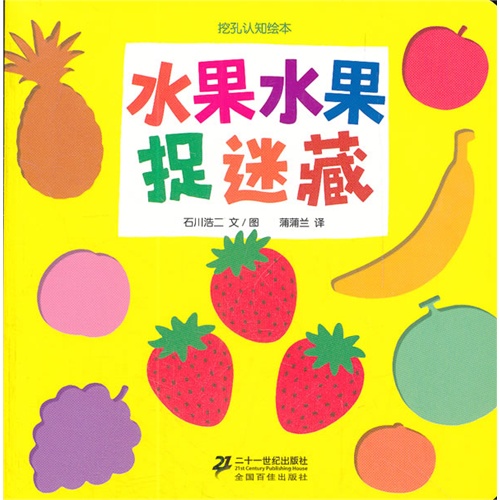 挖孔认知绘本
水果水果
捉迷藏
石川浩二 文/图 蒲蒲兰 译
21 二十一世纪出版社
21st Century Publishing House
全国百佳出版社